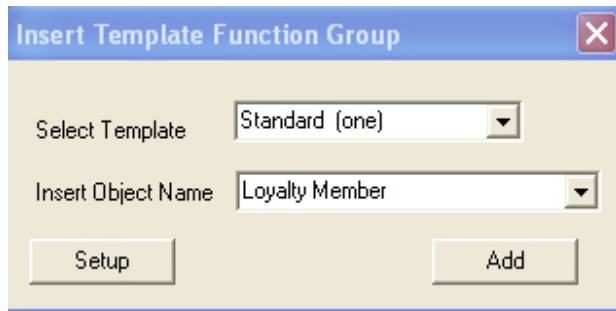 Insert Template Function Group
Select Template Standard (one)
Insert Object Name Loyalty Member
Setup Add